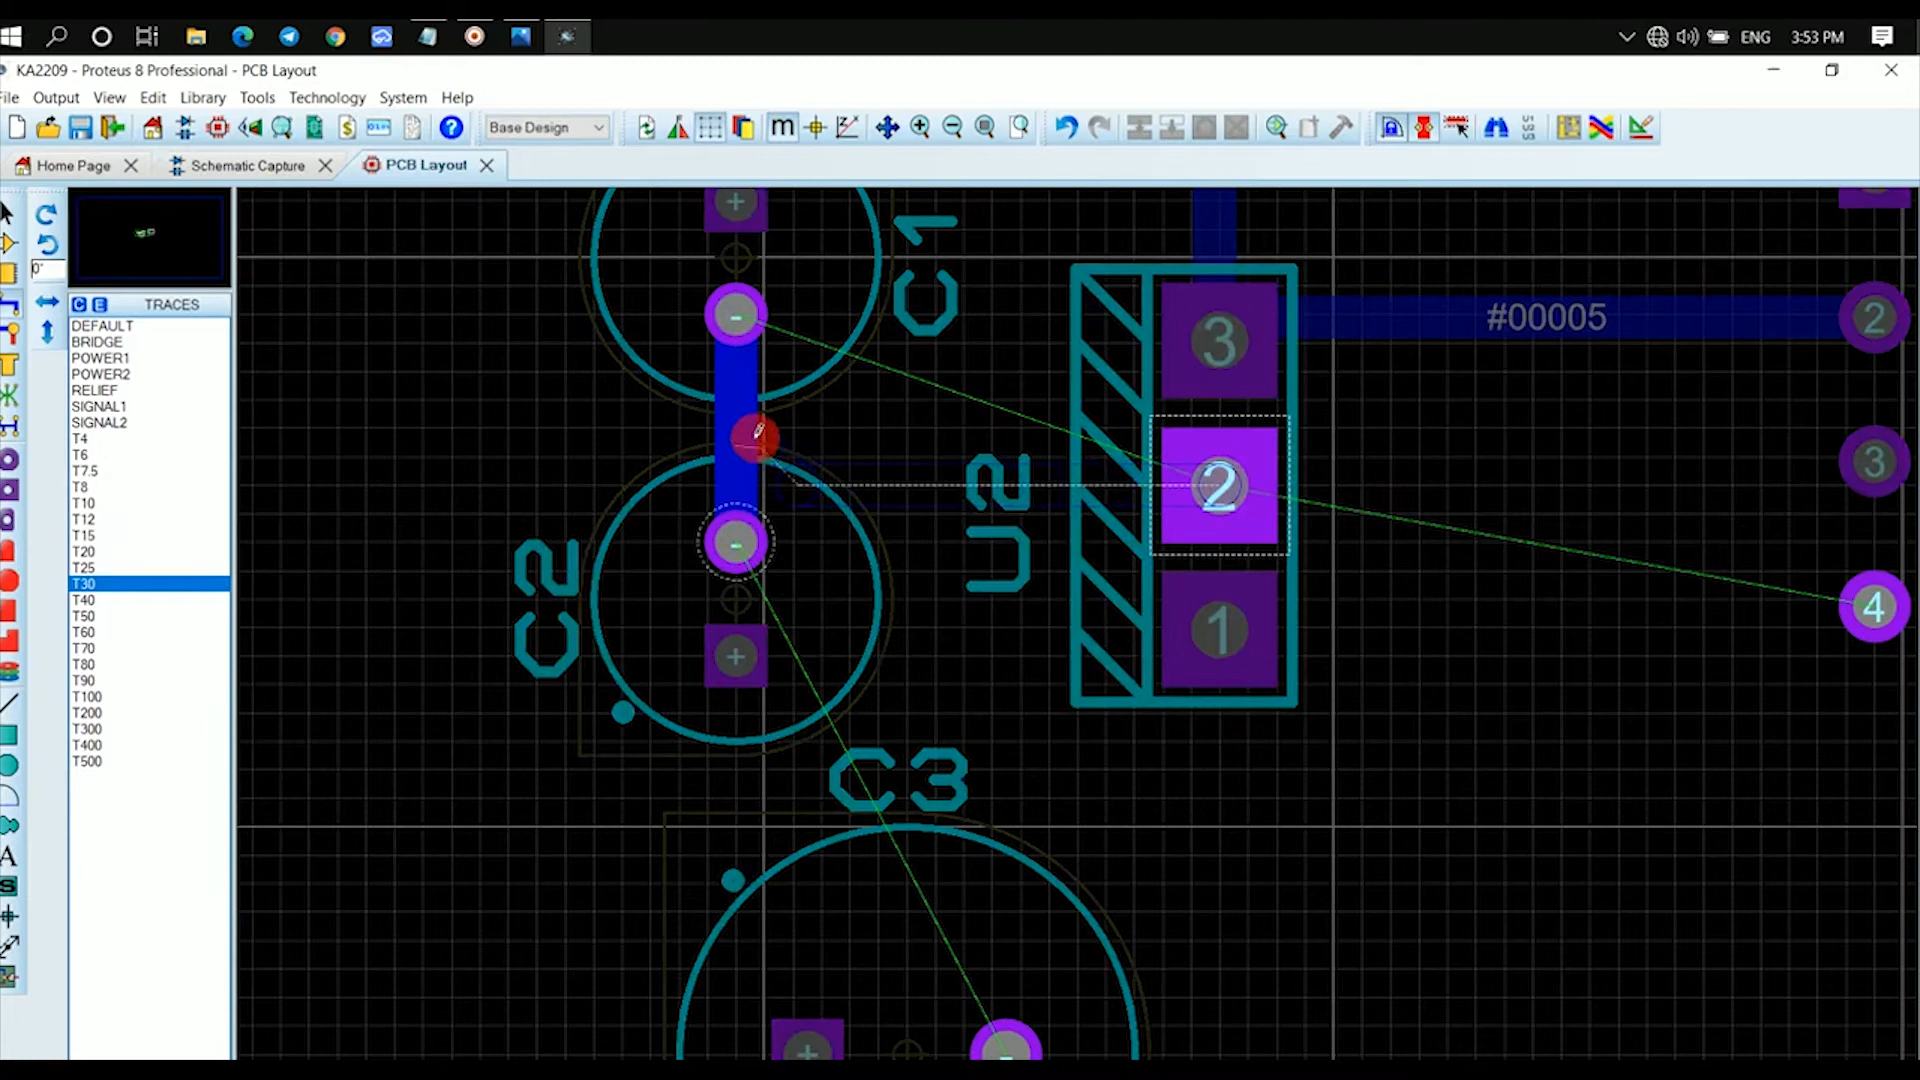 ENG
3:53 PM
KA2209 - Proteus 8 Professional - PCB Layout
File Output View Edit Library Tools Technology System Help
Base Design
m
Home Page
Schematic Capture
PCB Layout
0°
C E TRACES
DEFAULT
BRIDGE
POWER1
POWER2
RELIEF
SIGNAL1
SIGNAL2
T4
T6
T7.5
T8
T10
T12
T15
T20
T25
T30
T40
T50
T60
T70
T80
T90
T100
T200
T300
T400
T500
A
S
+
C1
-
3
#00005
2
2
3
U2
-
C2
4
1
+
C3
+
-